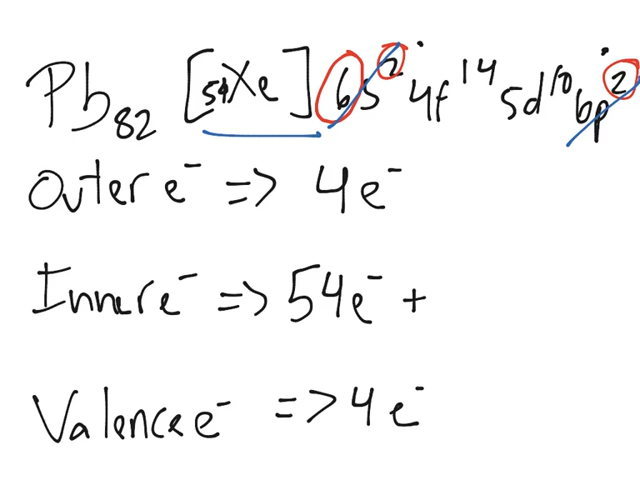 Pb82 [54Xe] 6s² 4f¹⁴ 5d¹⁰ 6p²
Outer e⁻ => 4e⁻
Inner e⁻ => 54e⁻ +
Valence e⁻ => 4e⁻